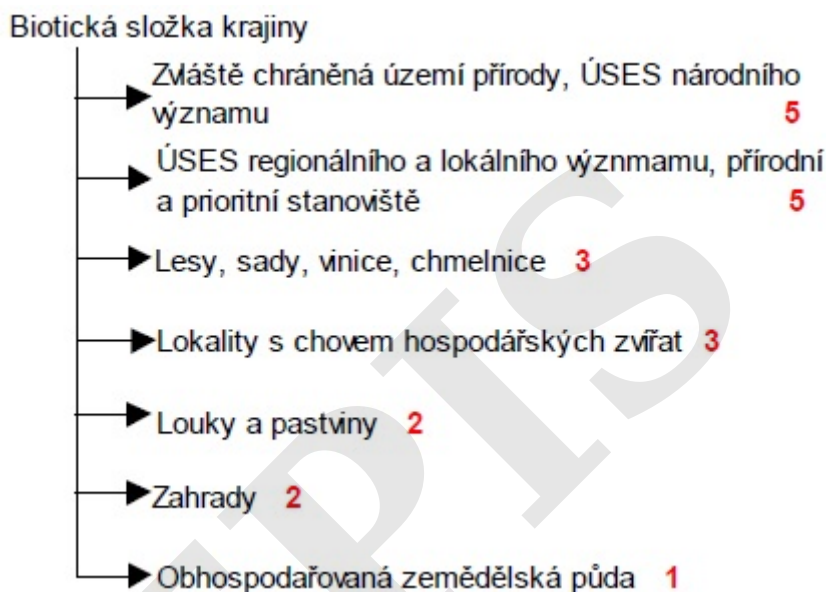 Biotická složka krajiny
Zvláště chráněná území přírody, ÚSES národního
významu 5
ÚSES regionálního a lokálního výynmamu, přírodní
a prioritní stanoviště 5
Lesy, sady, vinice, chmelnice 3
Lokality s chovem hospodářských zvířat 3
Louky a pastviny 2
Zahrady 2
Obhospodařovaná zemědělská půda 1